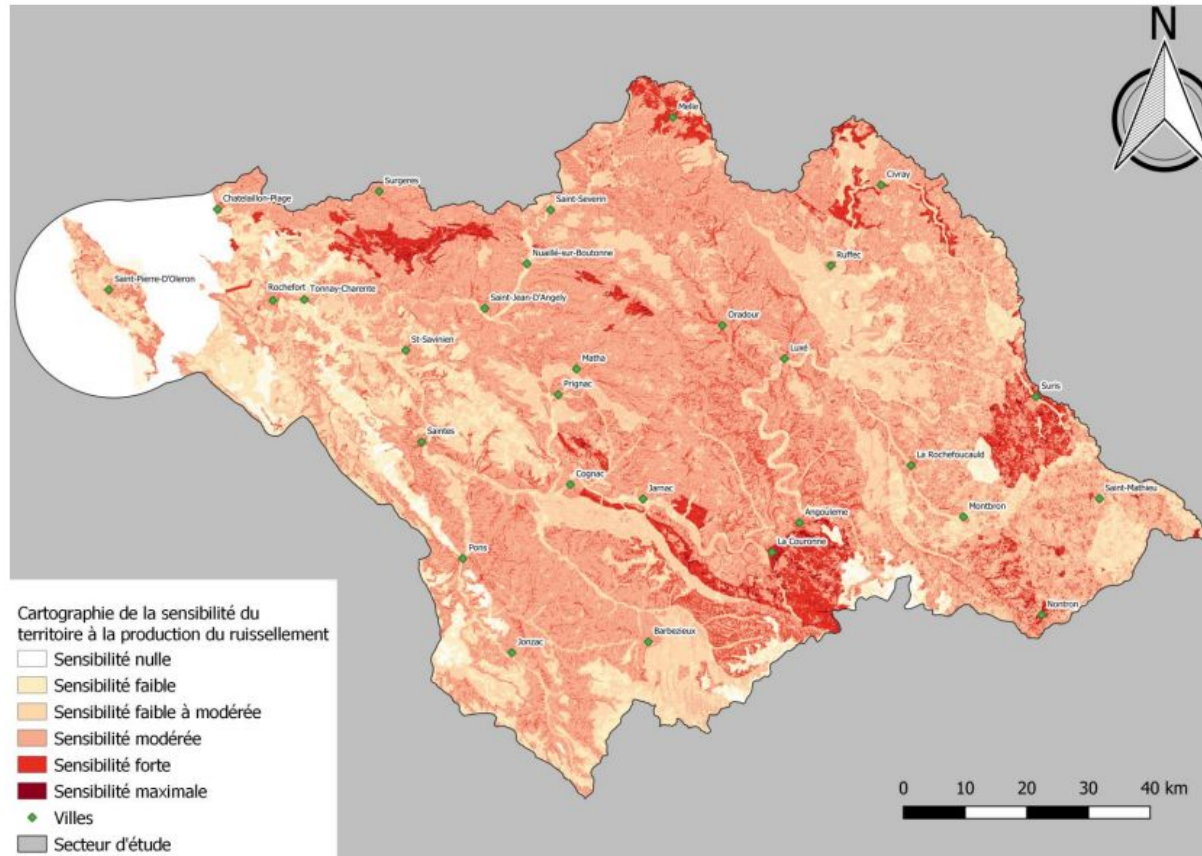 N
Melle
Civray
Surgeres
Chatelaillon-Plage
Saint-Severin
Nuaillé-sur-Boutonne
Ruffec
Saint-Pierre-D'Oleron
Rochefort
Tonnay-Charente
Saint-Jean-D'Angely
Oradour
St-Savinien
Luxé
Matha
Prignac
Suris
Saintes
La Rochefoucauld
Cognac
Jarnac
Saint-Mathieu
Montbron
Angouleme
La Couronne
Pons
Nontron
Barbezieux
Jonzac
Cartographie de la sensibilité du
territoire à la production du ruissellement
Sensibilité nulle
Sensibilité faible
Sensibilité faible à modérée
Sensibilité modérée
Sensibilité forte
Sensibilité maximale
Villes
Secteur d'étude
0 10 20 30 40 km